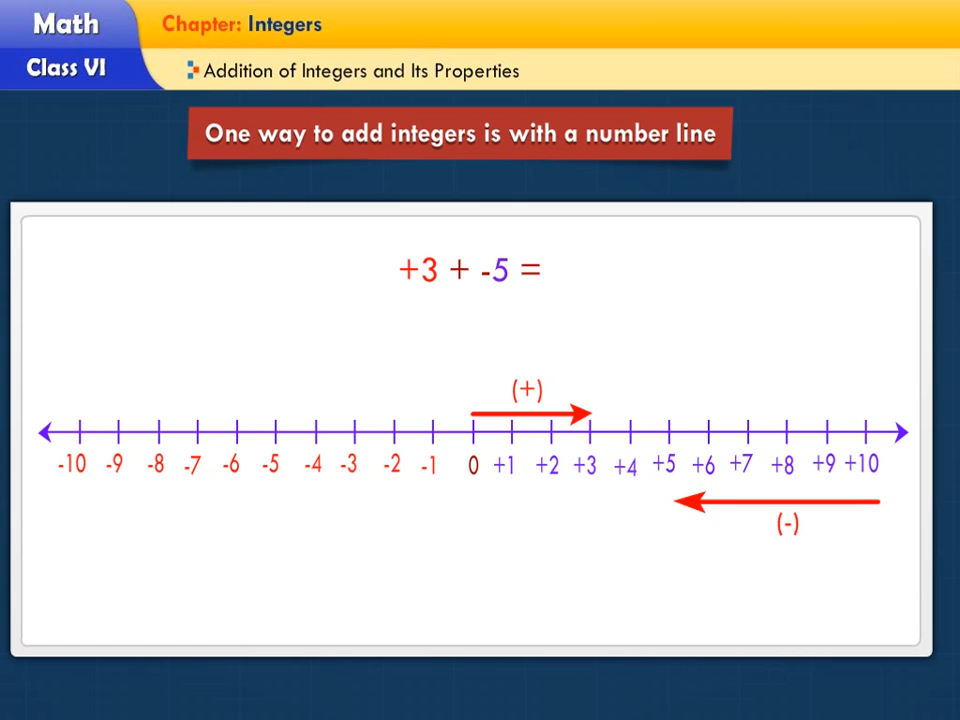 Math
Chapter: Integers
Class VI
Addition of Integers and Its Properties
One way to add integers is with a number line
+3 + -5 =
(+)
-10 -9 -8 -7 -6 -5 -4 -3 -2 -1 0 +1 +2 +3 +4 +5 +6 +7 +8 +9 +10
(-)